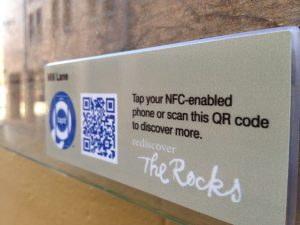 Mill Lane
Tap your NFC-enabled
phone or scan this QR code
to discover more.
rediscover
The Rocks